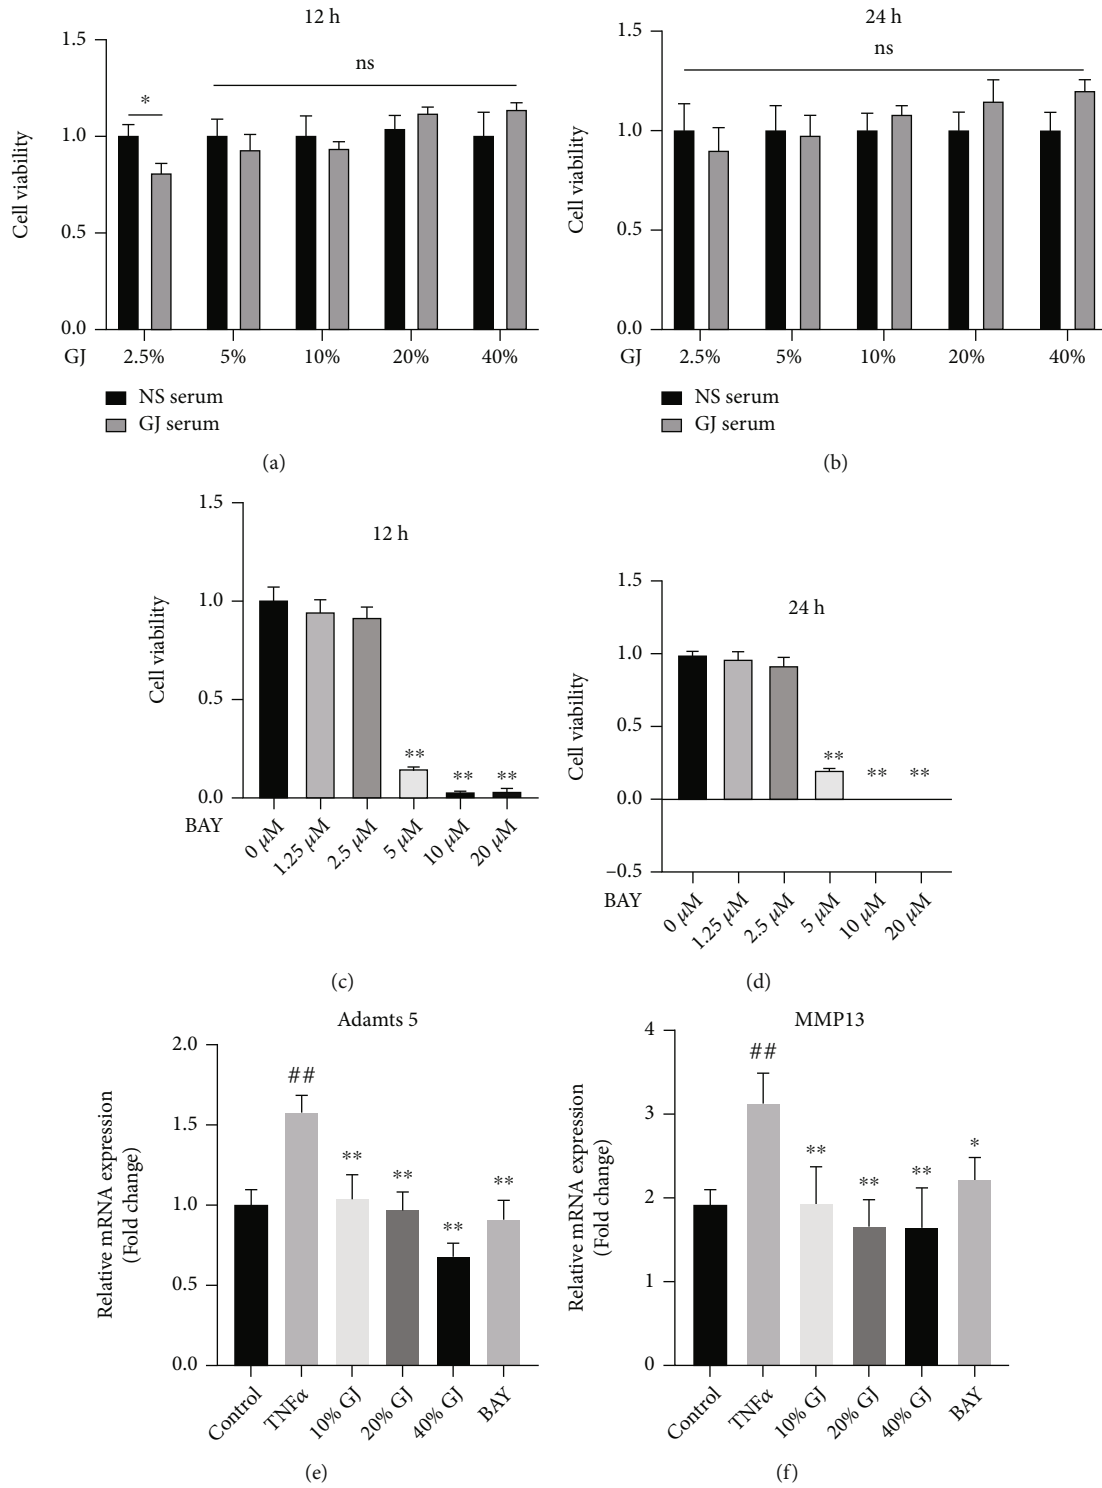 12 h
1.5
1.0
0.5
0.0
Cell viability
*
ns
GJ 2.5% 5% 10% 20% 40%
NS serum
GJ serum
(a)
24 h
1.5
1.0
0.5
0.0
Cell viability
ns
GJ 2.5% 5% 10% 20% 40%
NS serum
GJ serum
(b)
12 h
1.5
1.0
0.5
0.0
Cell viability
** ** **
BAY 0 µM 1.25 µM 2.5 µM 5 µM 10 µM 20 µM
(c)
24 h
1.5
1.0
0.5
0.0
–0.5
Cell viability
** ** **
BAY 0 µM 1.25 µM 2.5 µM 5 µM 10 µM 20 µM
(d)
Adamts 5
2.0
1.5
1.0
0.5
0.0
Relative mRNA expression
(Fold change)
## ** ** ** **
Control TNFα 10% GJ 20% GJ 40% GJ BAY
(e)
MMP13
4
3
2
1
0
Relative mRNA expression
(Fold change)
## ** ** ** *
Control TNFα 10% GJ 20% GJ 40% GJ BAY
(f)